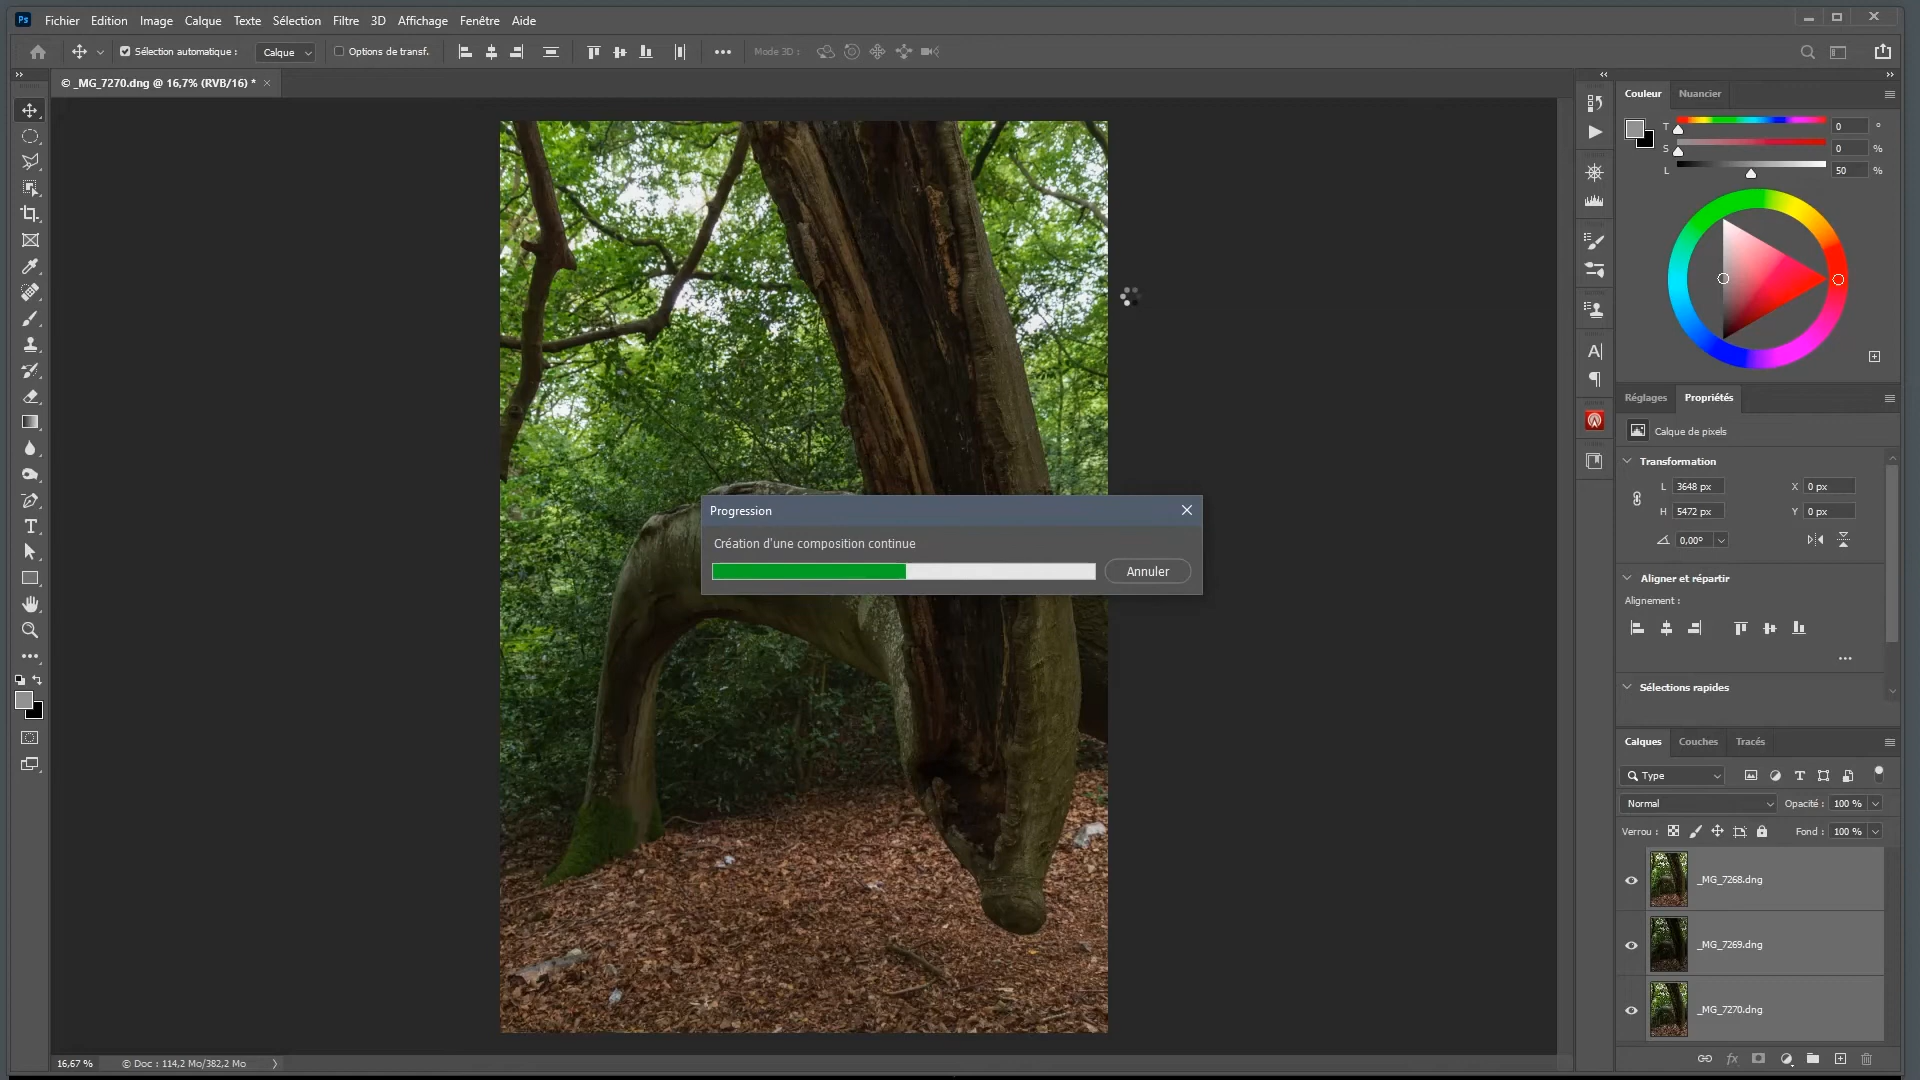 Ps Fichier Edition Image Calque Texte Sélection Filtre 3D Affichage Fenêtre Aide
Sélection automatique : Calque Options de transf. Mode 3D :
© _MG_7270.dng @ 16,7% (RVB/16) *
Couleur Nuancier
T 0 °
S 0 %
L 50 %
Réglages Propriétés
Calque de pixels
Transformation
L 3648 px X 0 px
H 5472 px Y 0 px
0,00°
Progression
Création d'une composition continue
Annuler
Aligner et répartir
Alignement :
Sélections rapides
Calques Couches Tracés
Type
Normal Opacité : 100 %
Verrou : Fond : 100 %
_MG_7268.dng
_MG_7269.dng
_MG_7270.dng
fx
16,67 % © Doc : 114,2 Mo/382,2 Mo